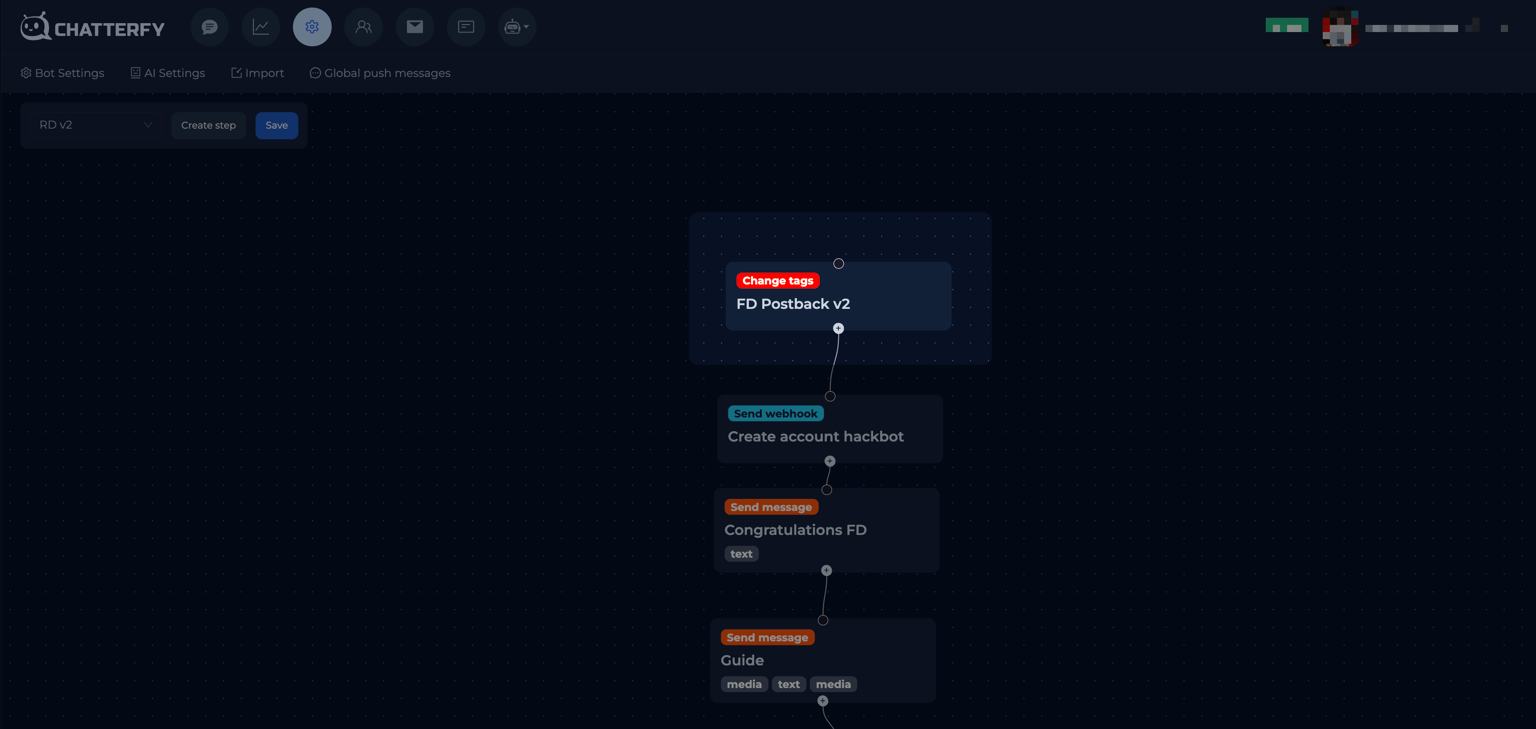 CHATTERFY
Bot Settings
AI Settings
Import
Global push messages
RD v2
Create step
Save
Change tags
FD Postback v2
Send webhook
Create account hackbot
Send message
Congratulations FD
text
Send message
Guide
media text media